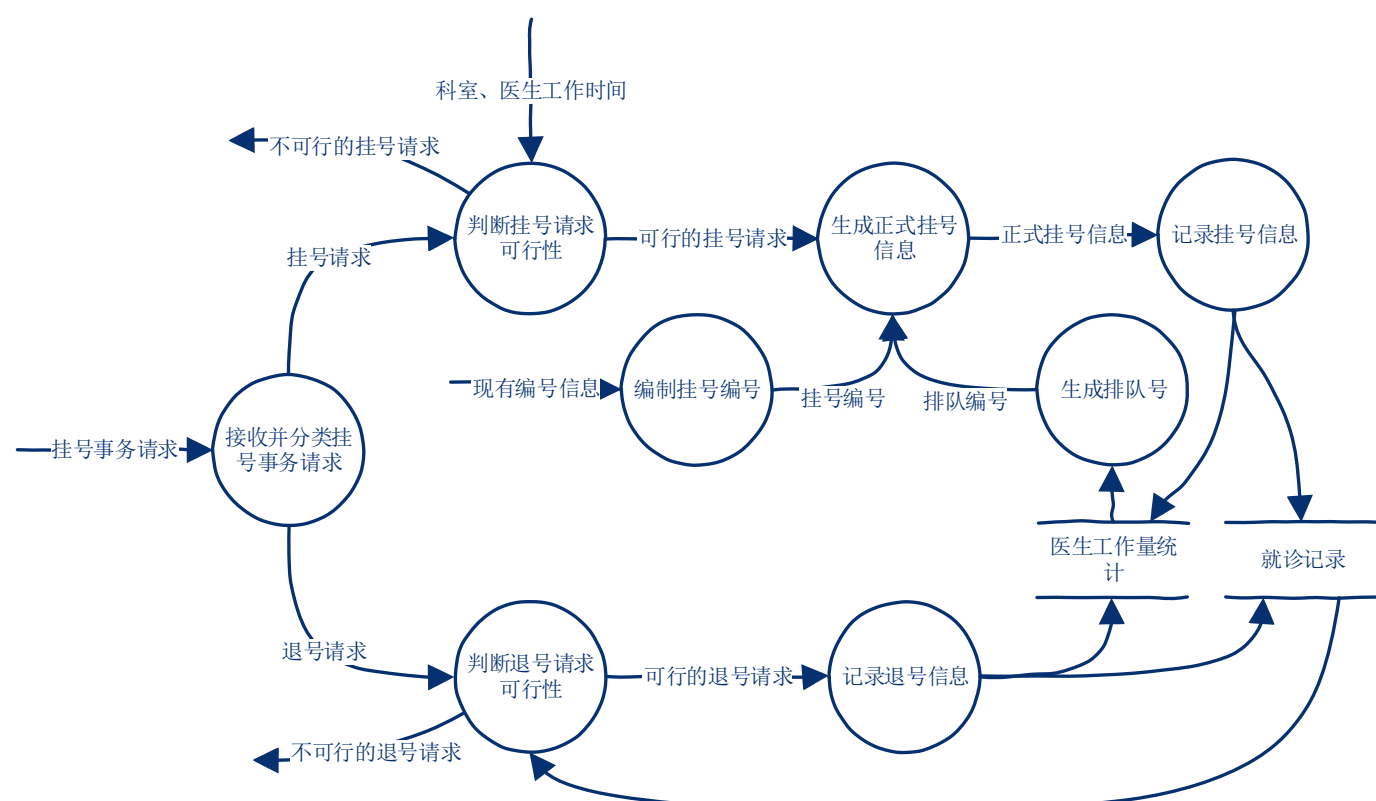 科室、医生工作时间
不可行的挂号请求
判断挂号请求
可行性
可行的挂号请求
生成正式挂号
信息
正式挂号信息
记录挂号信息
挂号请求
现有编号信息
编制挂号编号
挂号编号
排队编号
生成排队号
挂号事务请求
接收并分类挂
号事务请求
医生工作量统
计
就诊记录
退号请求
判断退号请求
可行性
可行的退号请求
记录退号信息
不可行的退号请求